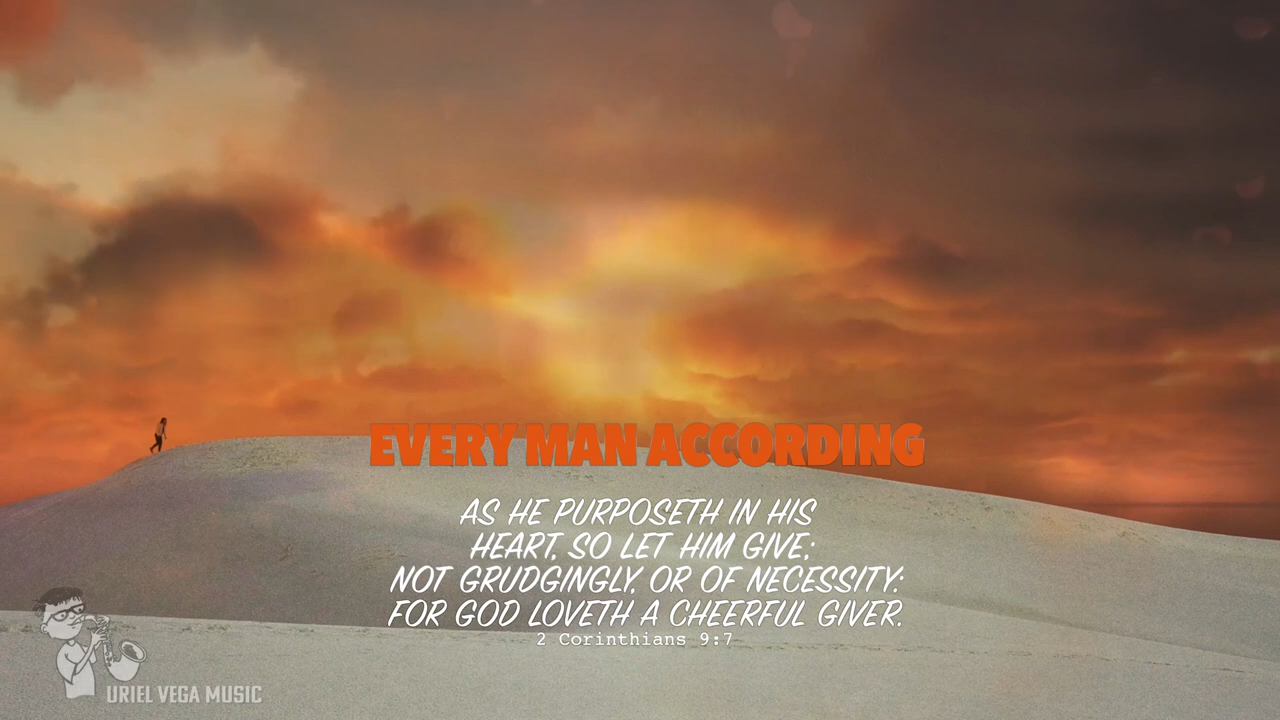 EVERY MAN ACCORDING
AS HE PURPOSETH IN HIS
HEART, SO LET HIM GIVE;
NOT GRUDGINGLY, OR OF NECESSITY:
FOR GOD LOVETH A CHEERFUL GIVER.
2 Corinthians 9:7
URIEL VEGA MUSIC